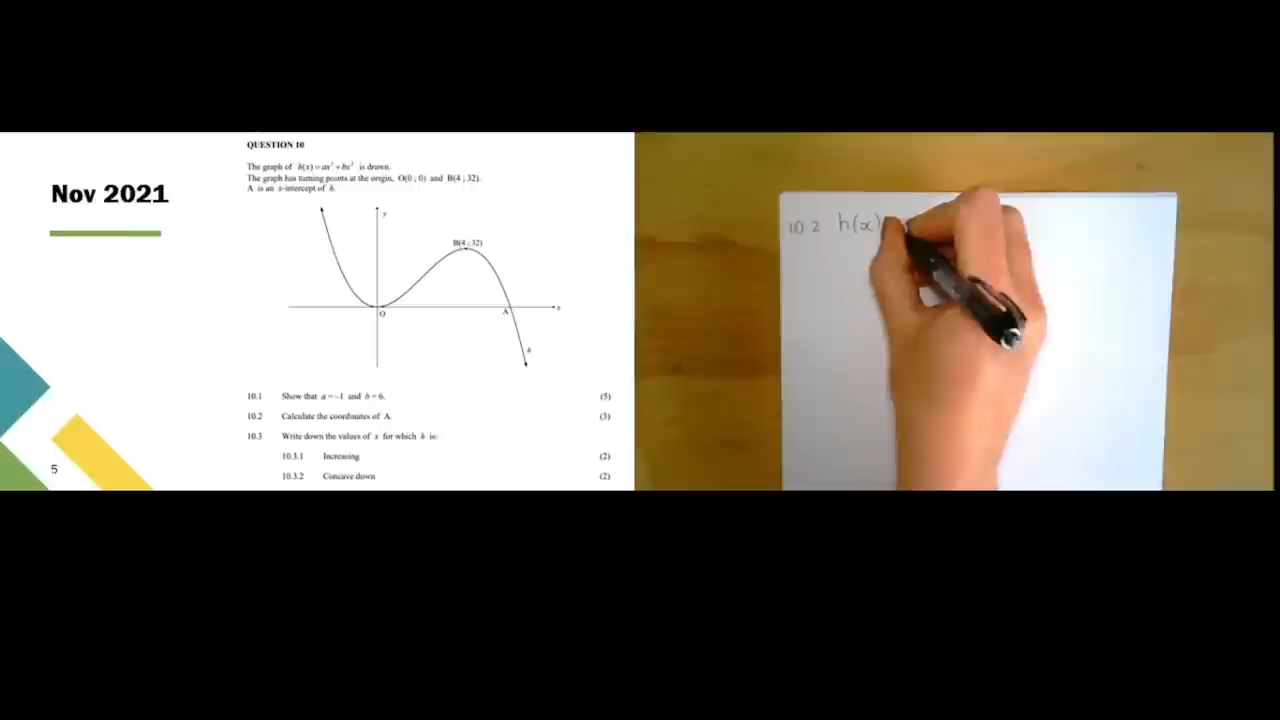 Nov 2021
5
QUESTION 10
The graph of h(x) = ax³ + bx² is drawn.
The graph has turning points at the origin, O(0 ; 0) and B(4 ; 32).
A is an x-intercept of h.
y
B(4 ; 32)
O
A
x
h
10.1 Show that a = −1 and b = 6. (5)
10.2 Calculate the coordinates of A. (3)
10.3 Write down the values of x for which h is:
10.3.1 Increasing (2)
10.3.2 Concave down (2)
10.2 h(x)